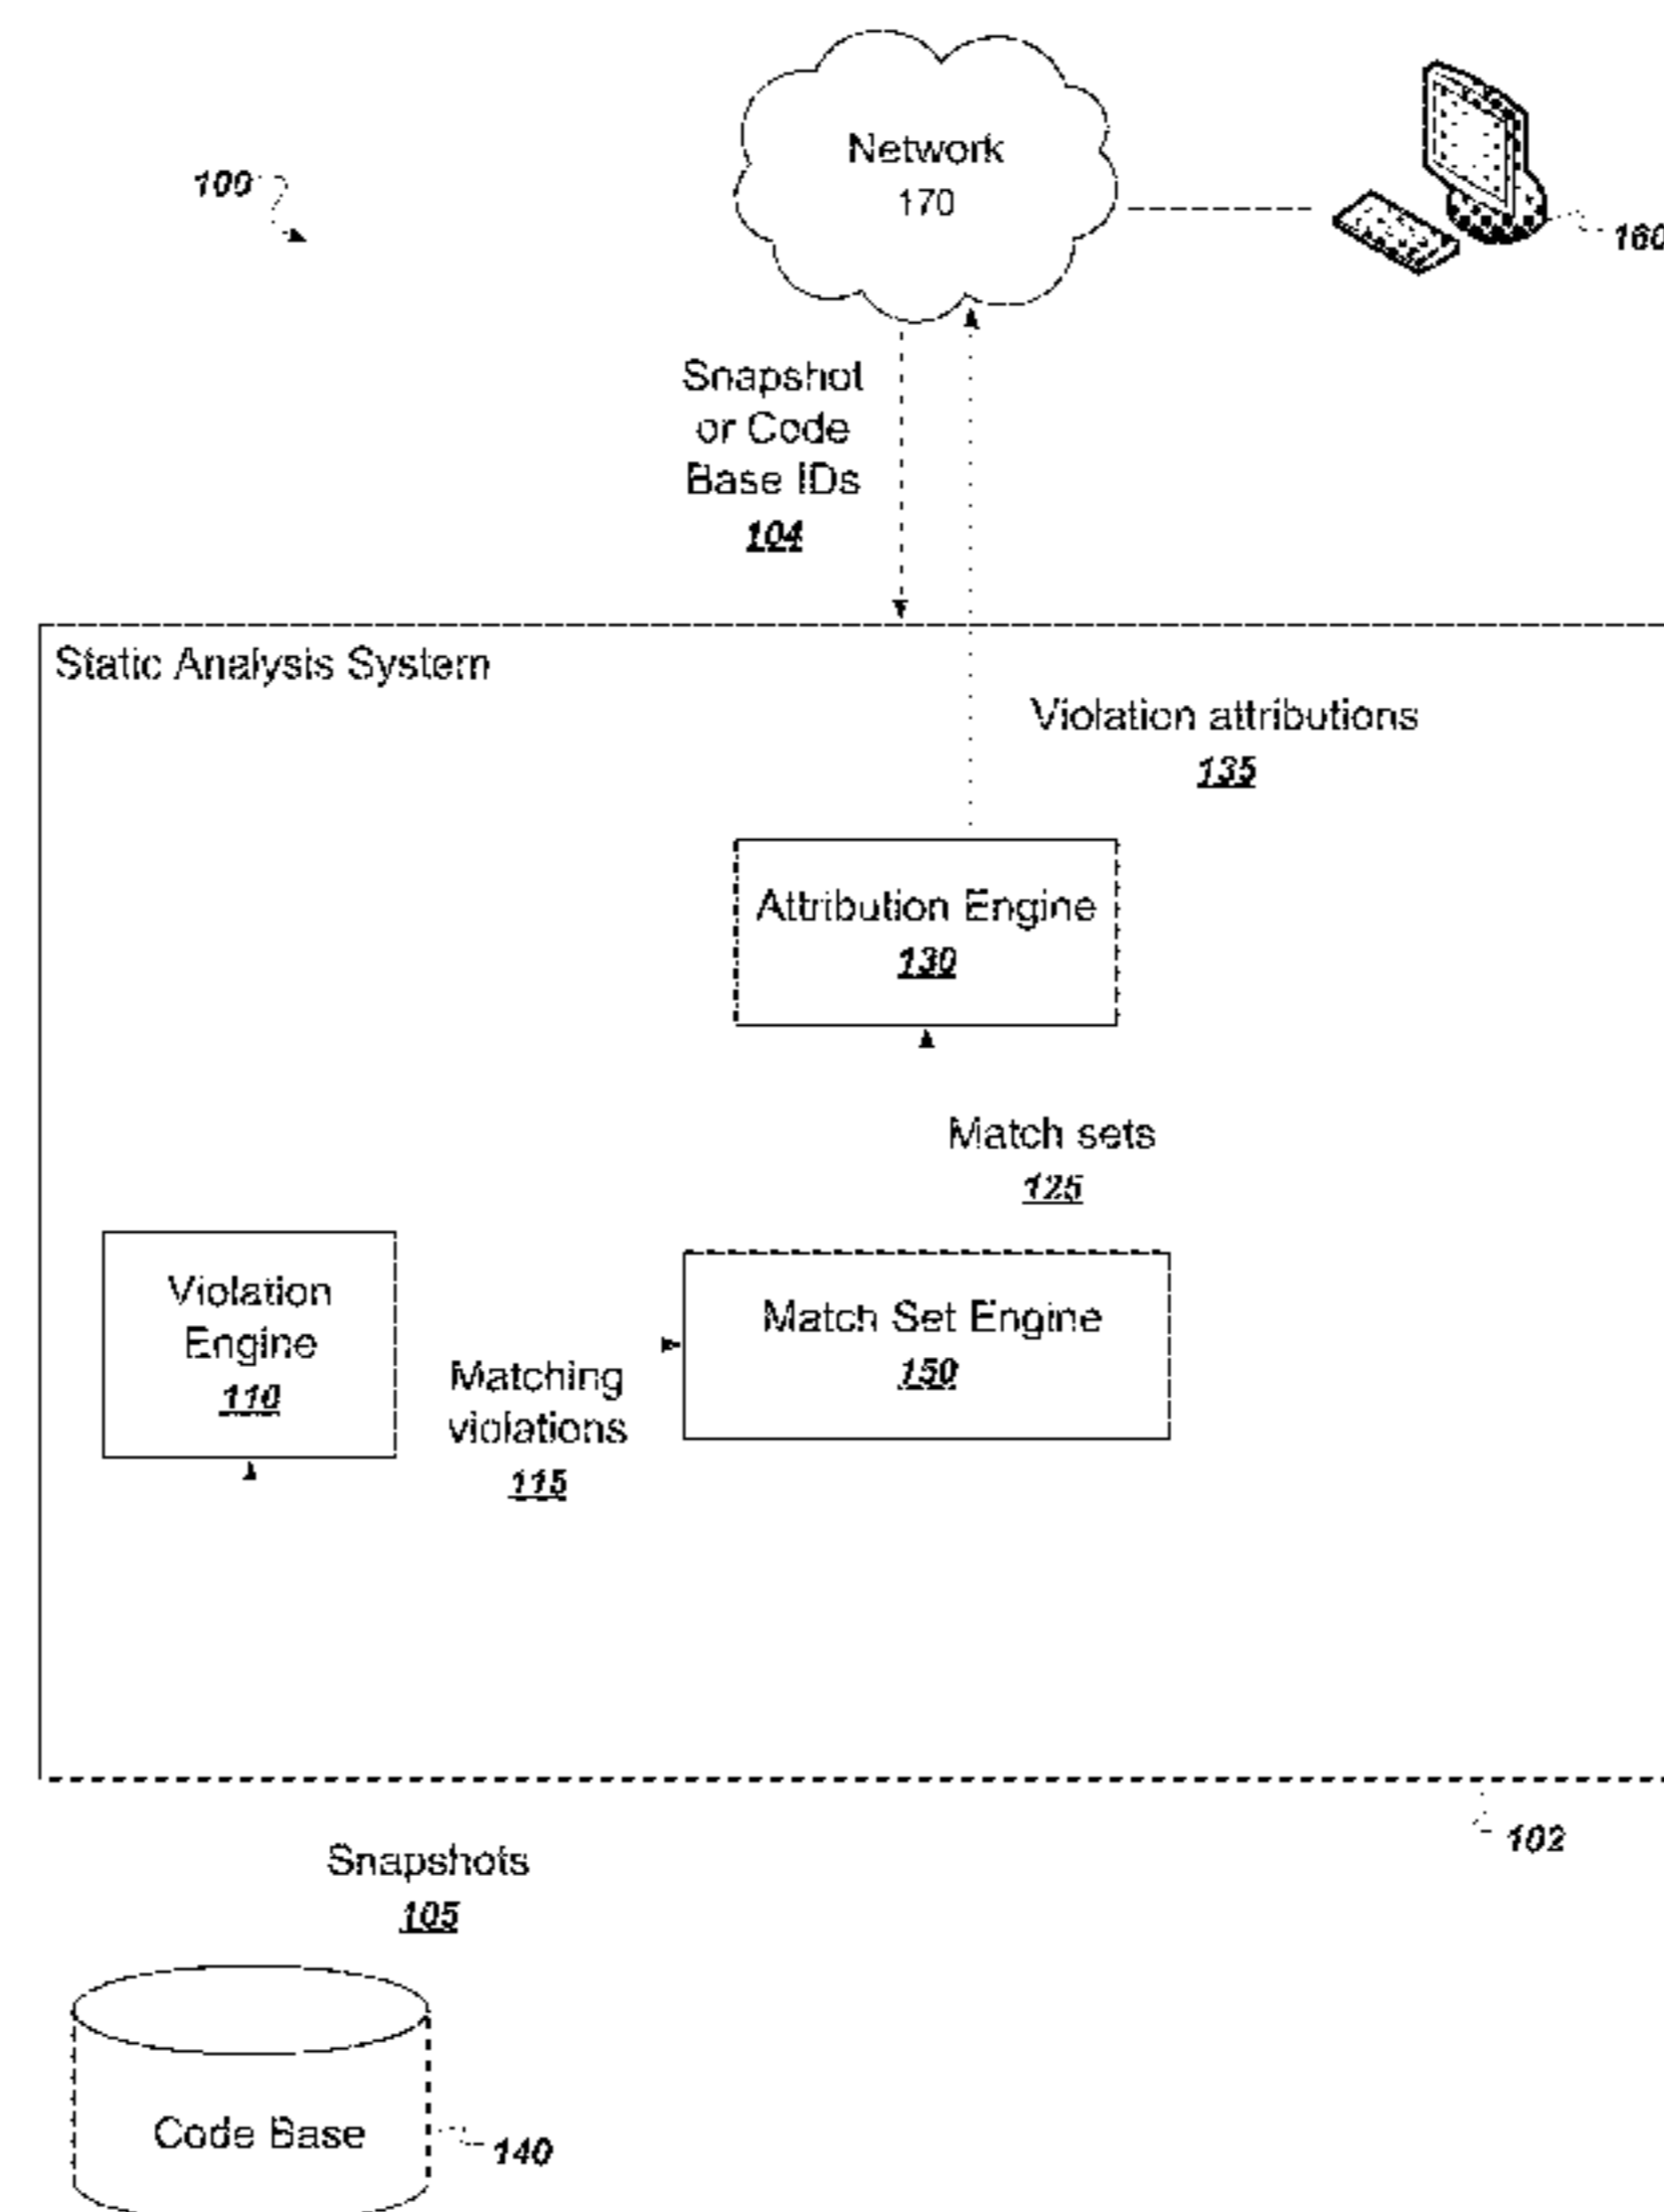 Network
170
100
160
Snapshot
or Code
Base IDs
104
Static Analysis System
Violation attributions
135
Attribution Engine
130
Match sets
125
Violation
Engine
110
Matching
violations
115
Match Set Engine
150
102
Snapshots
105
Code Base
140